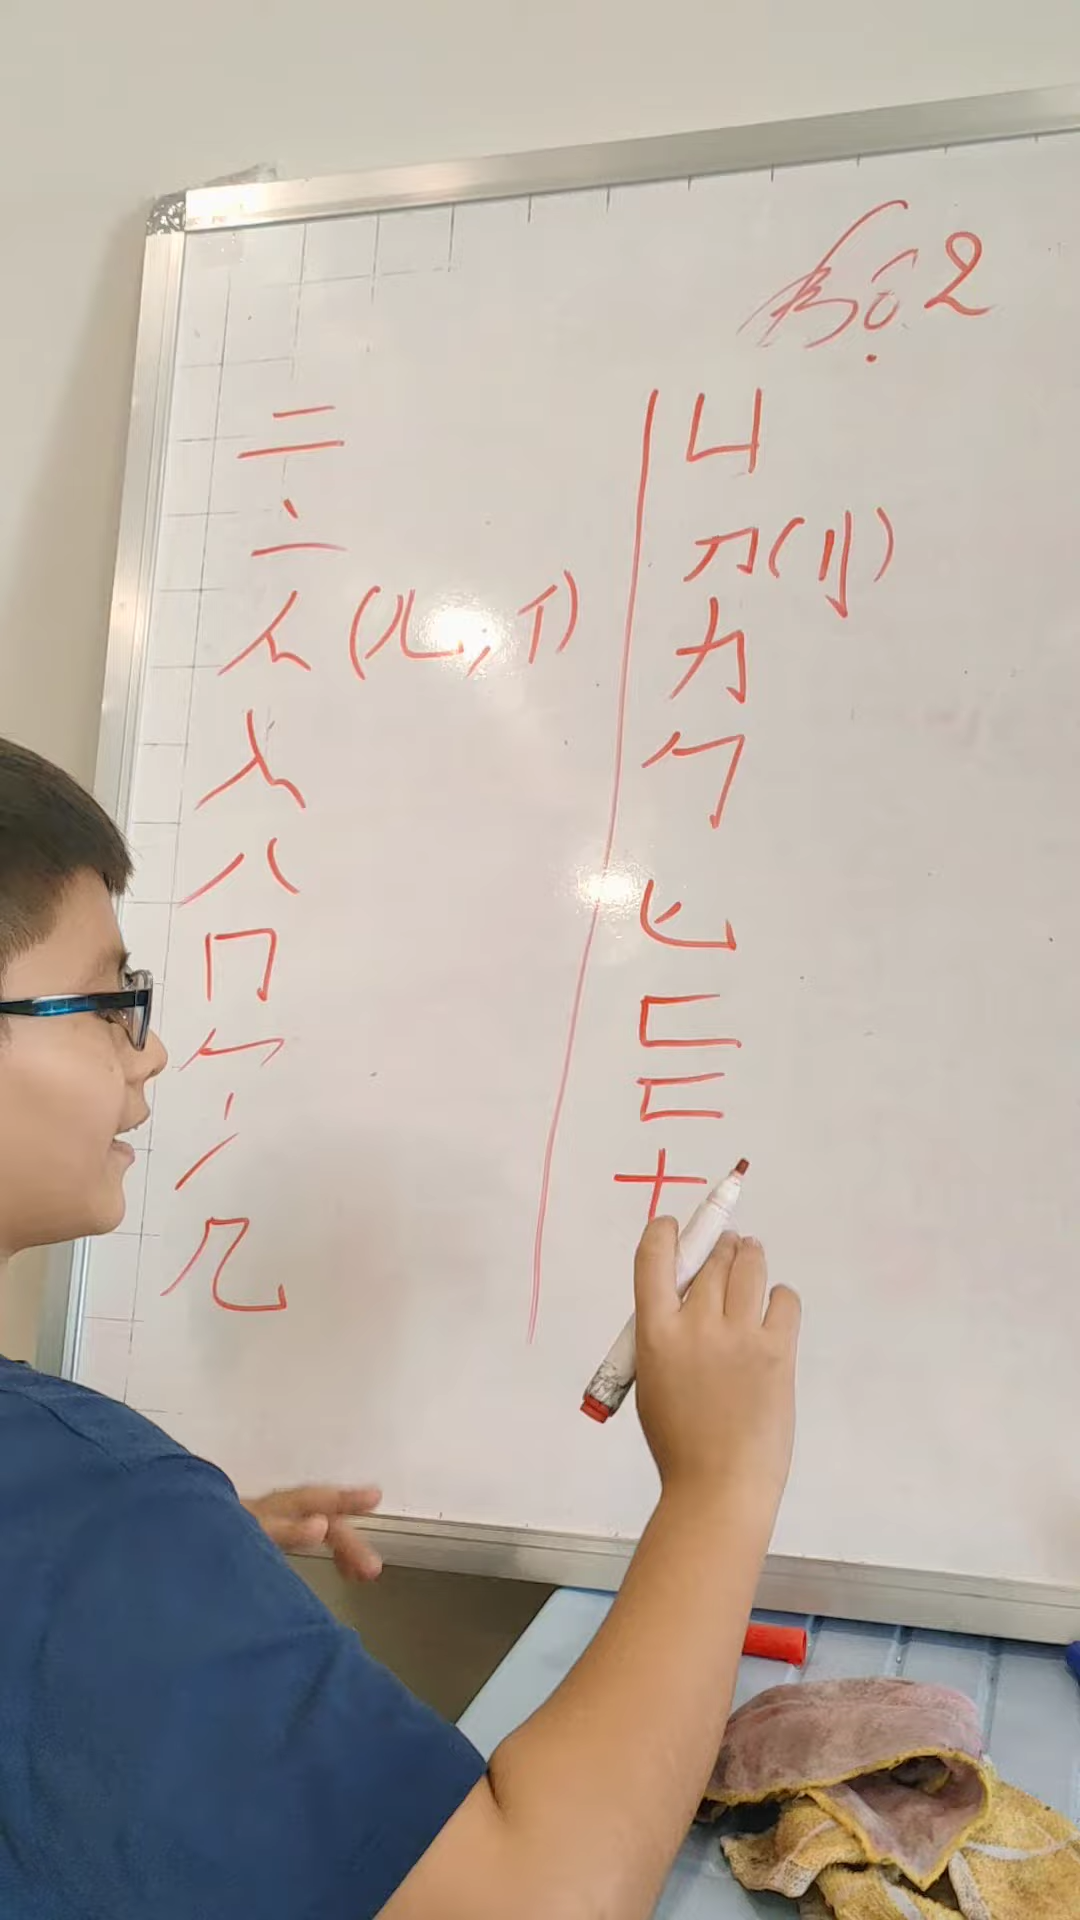 Bộ 2
二
亠
人 (儿, 亻)
入
八
冂
冖
冫
几
凵
刀 (刂)
力
勹
匕
匚
匸
十